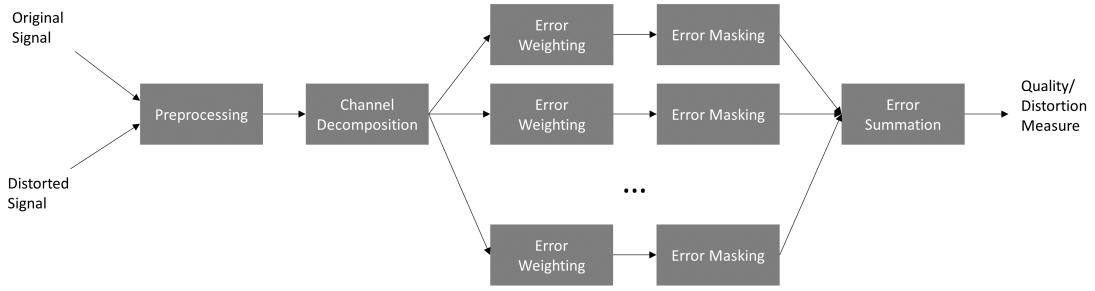 Original
Signal
Distorted
Signal
Preprocessing
Channel
Decomposition
Error
Weighting
Error Masking
Error
Weighting
Error Masking
...
Error
Weighting
Error Masking
Error
Summation
Quality/
Distortion
Measure